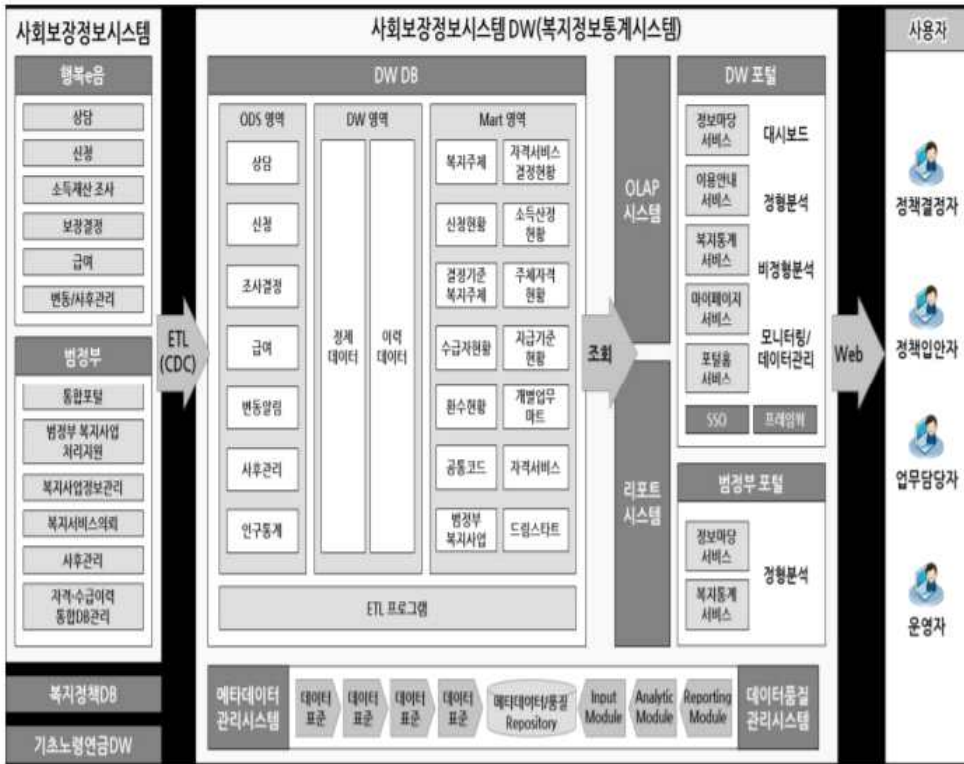 사회보장정보시스템
행복e음
상담
신청
소득재산 조사
보장결정
급여
변동/사후관리
범정부
통합포털
범정부 복지사업
처리지원
복지사업정보관리
복지서비스의뢰
사후관리
자격·수급이력
통합DB관리
복지정책DB
기초노령연금DW
ETL
(CDC)
사회보장정보시스템 DW(복지정보통계시스템)
DW DB
ODS 영역
상담
신청
조사결정
급여
변동알림
사후관리
인구통계
DW 영역
정제
데이터
이력
데이터
Mart 영역
복지주체
자격서비스
결정현황
신청현황
소득산정
현황
결정기준
복지주체
주체자격
현황
수급자현황
지급기준
현황
환수현황
개별업무
마트
공통코드
자격서비스
범정부
복지사업
드림스타트
ETL 프로그램
조회
OLAP
시스템
리포트
시스템
DW 포털
정보마당
서비스
이용안내
서비스
복지통계
서비스
마이페이지
서비스
포털홈
서비스
대시보드
정형분석
비정형분석
모니터링/
데이터관리
SSO
프레임웍
범정부 포털
정보마당
서비스
복지통계
서비스
정형분석
메타데이터
관리시스템
데이터
표준
데이터
표준
데이터
표준
데이터
표준
메타데이터/품질
Repository
Input
Module
Analytic
Module
Reporting
Module
데이터품질
관리시스템
Web
사용자
정책결정자
정책입안자
업무담당자
운영자